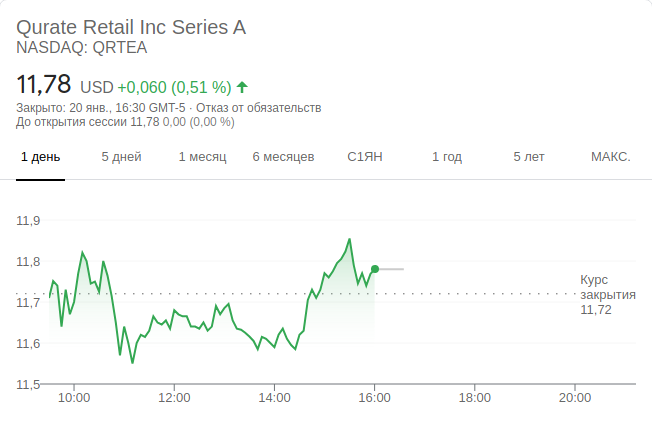 Qurate Retail Inc Series A
NASDAQ: QRTEA
11,78 USD +0,060 (0,51 %)
Закрыто: 20 янв., 16:30 GMT-5 · Отказ от обязательств
До открытия сессии 11,78 0,00 (0,00 %)
1 день 5 дней 1 месяц 6 месяцев С1ЯН 1 год 5 лет МАКС.
11,9
11,8
11,7
11,6
11,5
Курс
закрытия
11,72
10:00 12:00 14:00 16:00 18:00 20:00